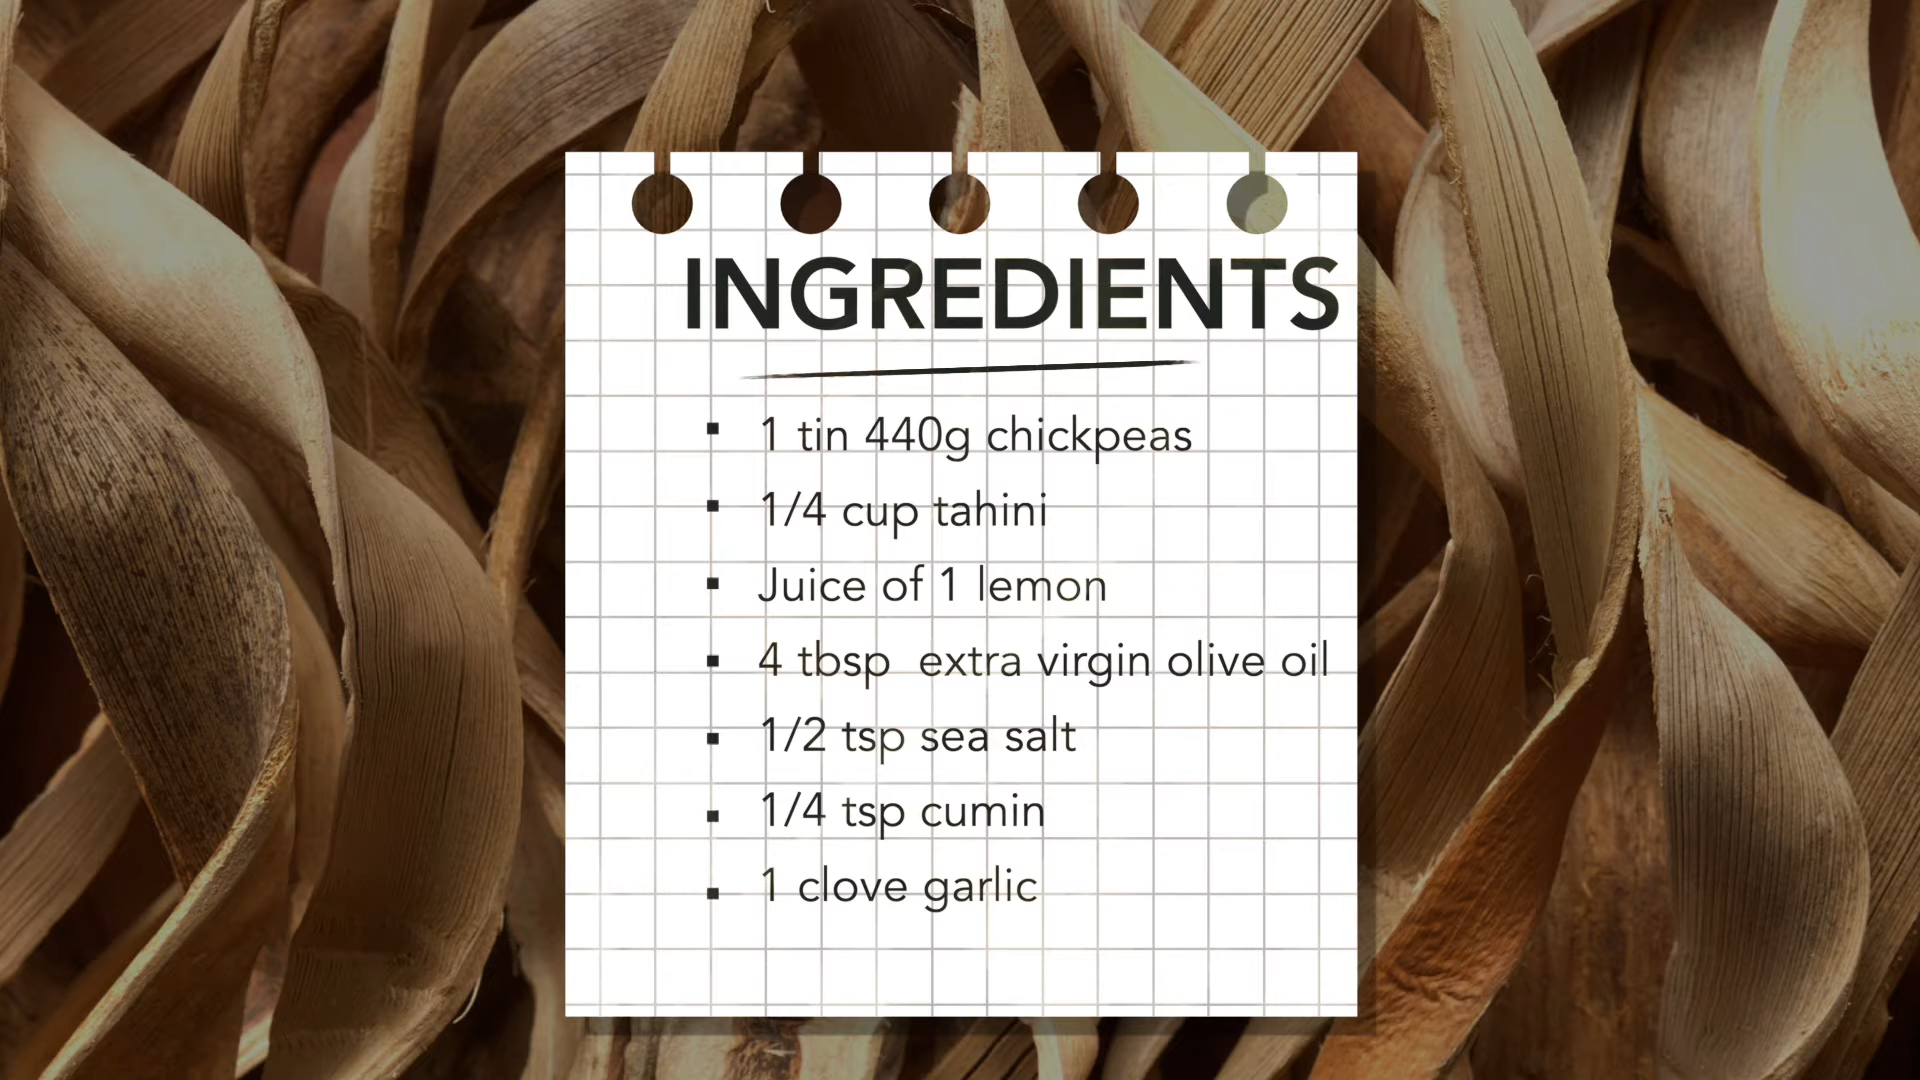 INGREDIENTS
1 tin 440g chickpeas
1/4 cup tahini
Juice of 1 lemon
4 tbsp extra virgin olive oil
1/2 tsp sea salt
1/4 tsp cumin
1 clove garlic